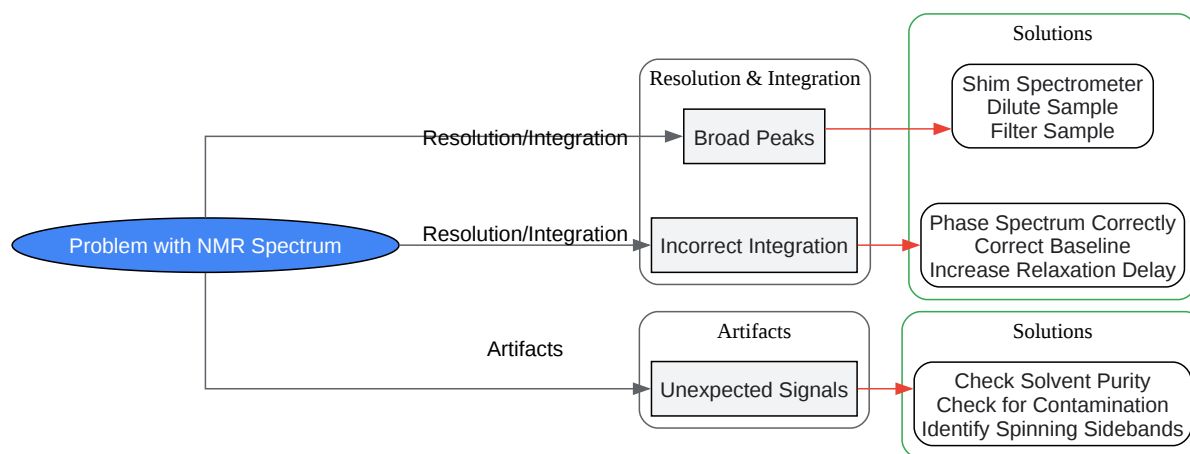 Solutions
Resolution & Integration
Shim Spectrometer
Dilute Sample
Filter Sample
Resolution/Integration
Broad Peaks
Problem with NMR Spectrum
Resolution/Integration
Incorrect Integration
Phase Spectrum Correctly
Correct Baseline
Increase Relaxation Delay
Artifacts
Solutions
Artifacts
Unexpected Signals
Check Solvent Purity
Check for Contamination
Identify Spinning Sidebands